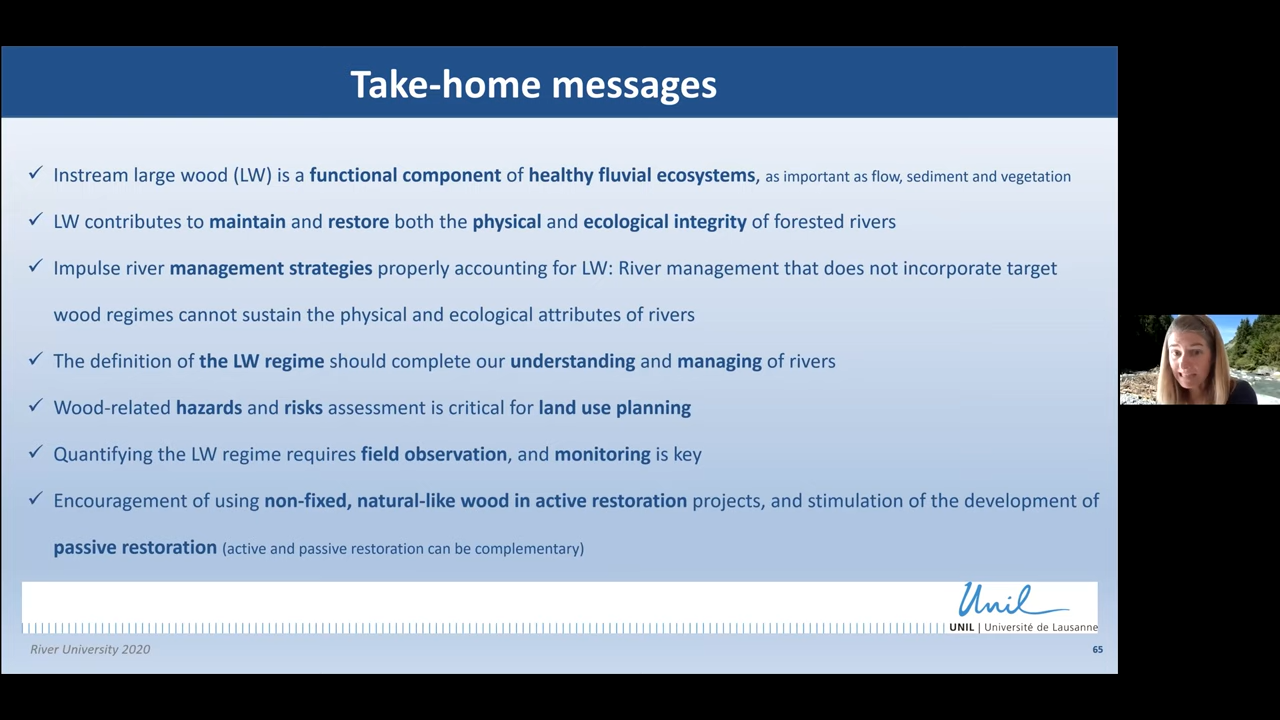 Take-home messages
✓ Instream large wood (LW) is a functional component of healthy fluvial ecosystems, as important as flow, sediment and vegetation
✓ LW contributes to maintain and restore both the physical and ecological integrity of forested rivers
✓ Impulse river management strategies properly accounting for LW: River management that does not incorporate target
wood regimes cannot sustain the physical and ecological attributes of rivers
✓ The definition of the LW regime should complete our understanding and managing of rivers
✓ Wood-related hazards and risks assessment is critical for land use planning
✓ Quantifying the LW regime requires field observation, and monitoring is key
✓ Encouragement of using non-fixed, natural-like wood in active restoration projects, and stimulation of the development of
passive restoration (active and passive restoration can be complementary)
Unil
UNIL | Université de Lausanne
River University 2020
65